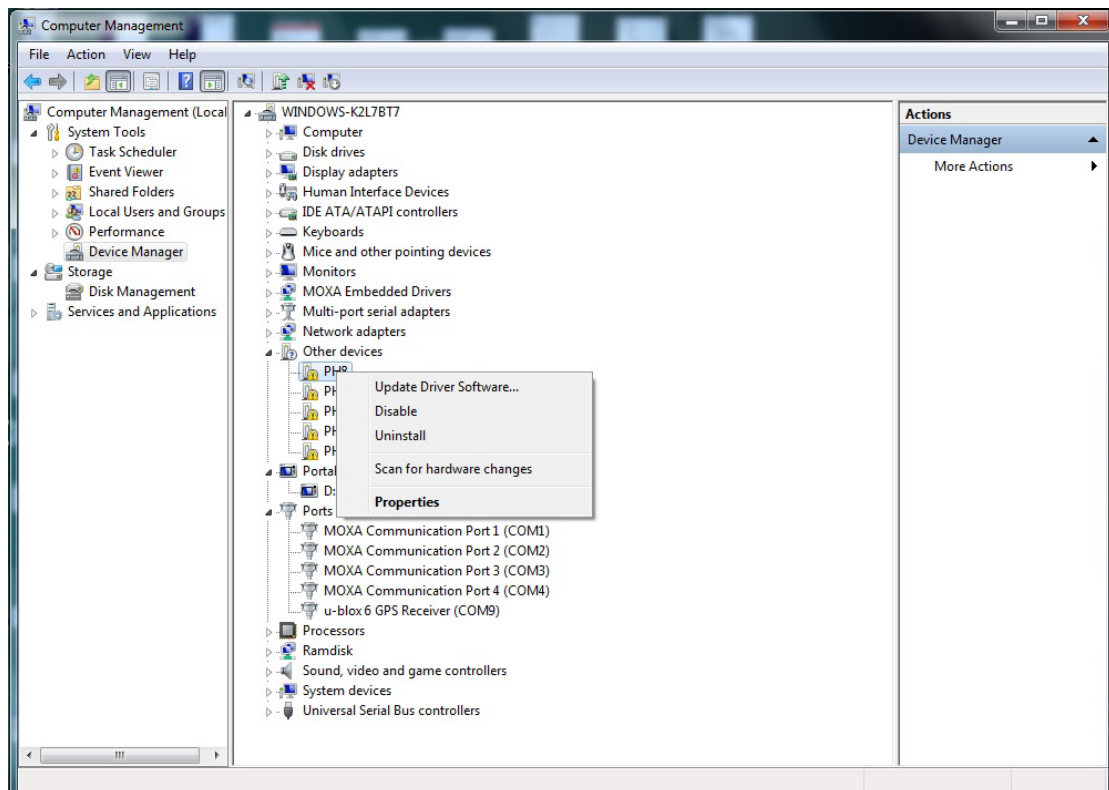 Computer Management
File Action View Help
Computer Management (Local
System Tools
Task Scheduler
Event Viewer
Shared Folders
Local Users and Groups
Performance
Device Manager
Storage
Disk Management
Services and Applications
WINDOWS-K2L7BT7
Computer
Disk drives
Display adapters
Human Interface Devices
IDE ATA/ATAPI controllers
Keyboards
Mice and other pointing devices
Monitors
MOXA Embedded Drivers
Multi-port serial adapters
Network adapters
Other devices
PH8
PH
PH
PH
PH
Portal
D:
Ports
MOXA Communication Port 1 (COM1)
MOXA Communication Port 2 (COM2)
MOXA Communication Port 3 (COM3)
MOXA Communication Port 4 (COM4)
u-blox 6 GPS Receiver (COM9)
Processors
Ramdisk
Sound, video and game controllers
System devices
Universal Serial Bus controllers
Update Driver Software...
Disable
Uninstall
Scan for hardware changes
Properties
Actions
Device Manager
More Actions